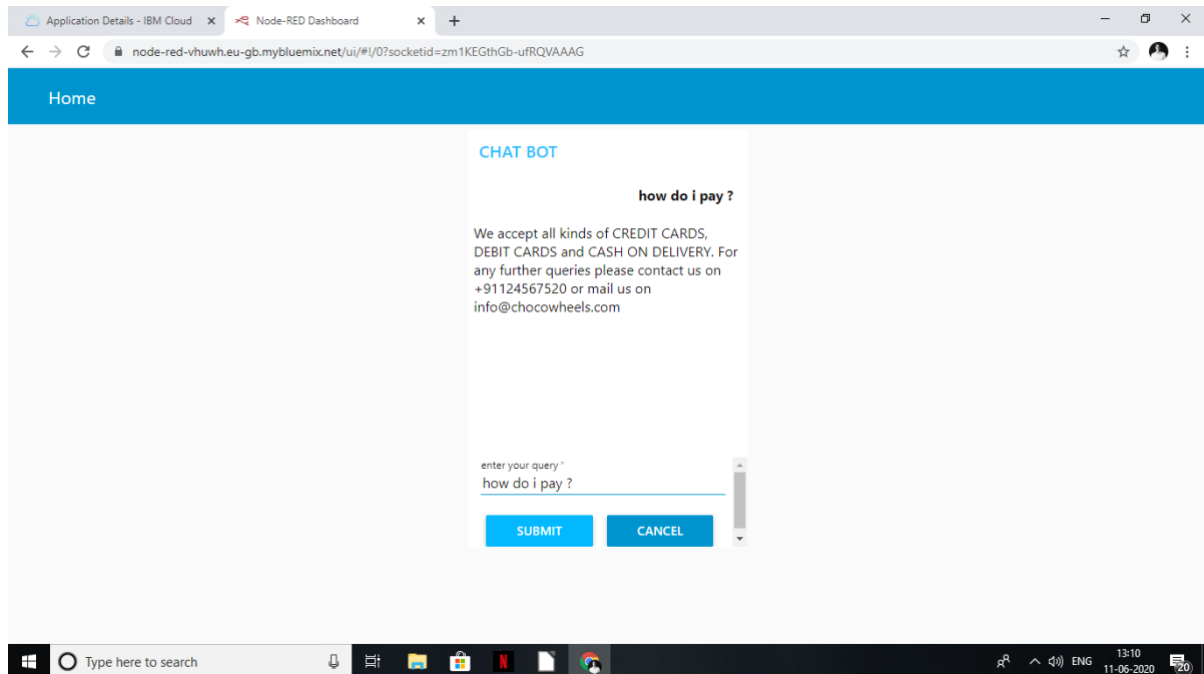 Application Details - IBM Cloud
Node-RED Dashboard
node-red-vhuwh.eu-gb.mybluemix.net/ui/#!/0?socketid=zm1KEGthGb-ufRQVAAAG
Home
CHAT BOT
how do i pay ?
We accept all kinds of CREDIT CARDS,
DEBIT CARDS and CASH ON DELIVERY. For
any further queries please contact us on
+91124567520 or mail us on
info@chocowheels.com
enter your query *
how do i pay ?
SUBMIT CANCEL
Type here to search
ENG
13:10
11-06-2020
20